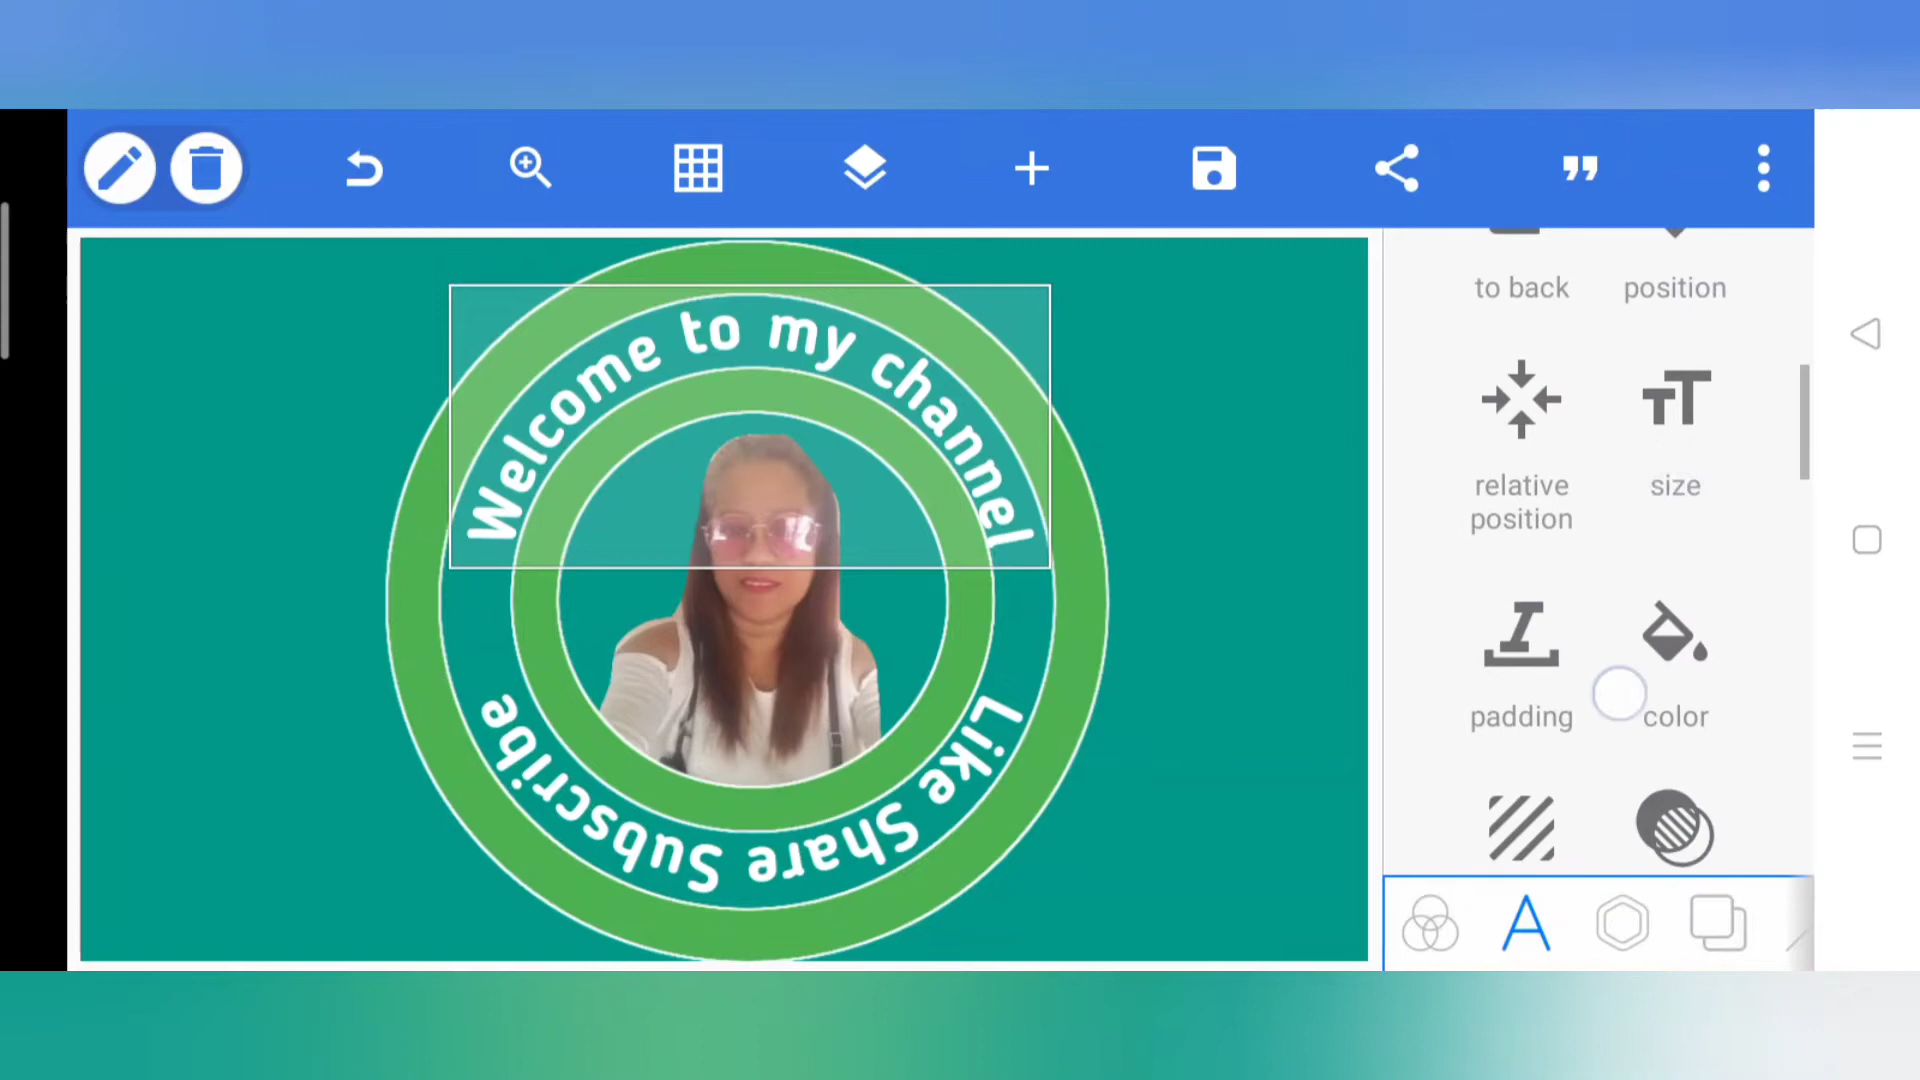 to back
position
Welcome to my channel
relative
position
size
padding
color
Like Share Subscribe